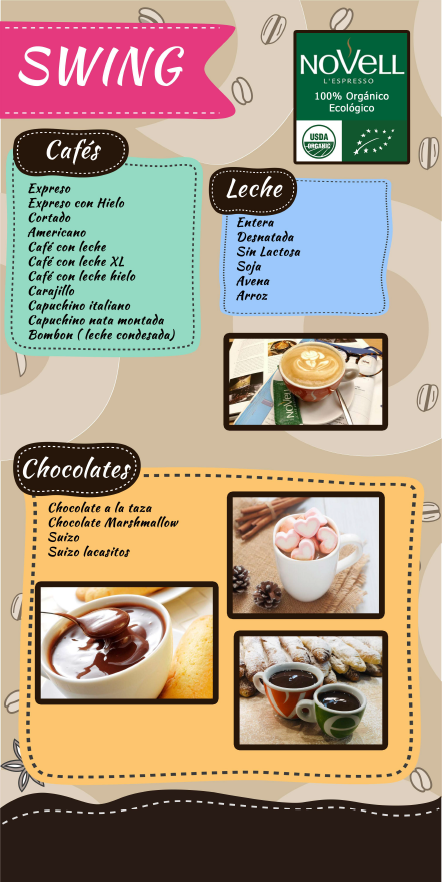 SWING
NOVELL
L'ESPRESSO
100% Orgánico
Ecológico
USDA
ORGANIC
Cafés
Expreso
Expreso con Hielo
Cortado
Americano
Café con leche
Café con leche XL
Café con leche hielo
Carajillo
Capuchino italiano
Capuchino nata montada
Bombon ( leche condesada)
Leche
Entera
Desnatada
Sin Lactosa
Soja
Avena
Arroz
NOVELL
Chocolates
Chocolate a la taza
Chocolate Marshmallow
Suizo
Suizo lacasitos